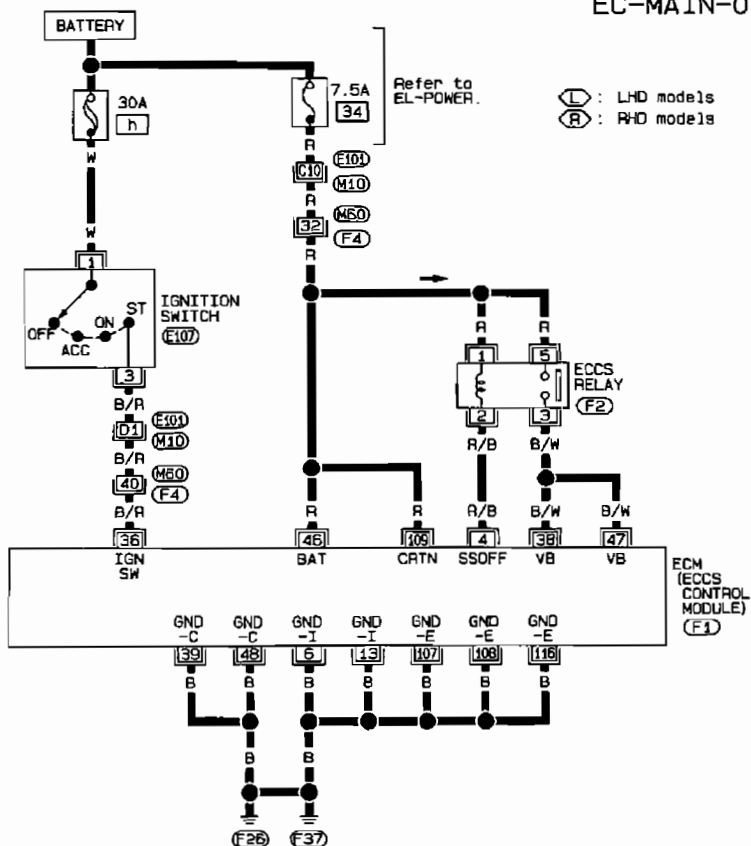 EC-MAIN-0
BATTERY
30A
h
7.5A
34
Refer to
EL-POWER.
L : LHD models
R : RHD models
W
R
C10
E101
M10
R
32
M60
F4
R
W
1
OFF
ACC
ON
ST
IGNITION
SWITCH
E107
3
R
R
1
5
ECCS
RELAY
F2
2
3
B/R
D1
E101
M10
B/R
40
M60
F4
B/R
R/B
B/W
R
R
R/B
B/W
B/W
36
46
109
4
38
47
IGN
SW
BAT
CRTN
SSOFF
VB
VB
ECM
(ECCS
CONTROL
MODULE)
F1
GND
-C
GND
-C
GND
-I
GND
-I
GND
-E
GND
-E
GND
-E
39
48
6
13
107
108
116
B
B
B
B
B
B
B
B
B
F26
F37